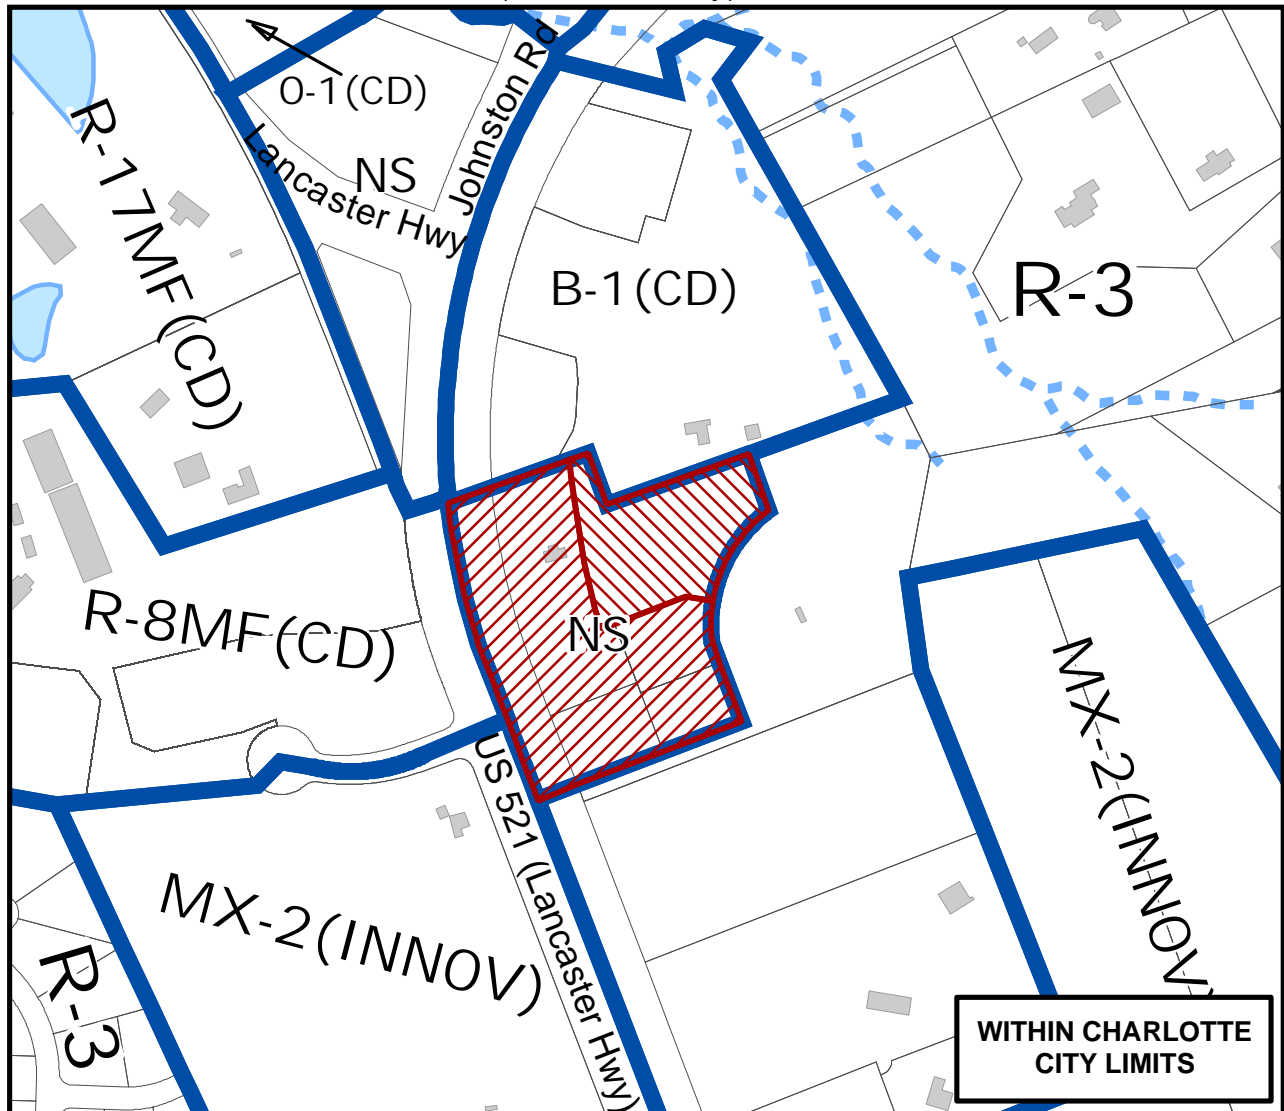 O-1(CD)
Johnston Rd
R-17MF(CD)
Lancaster Hwy
NS
B-1(CD)
R-3
R-8MF(CD)
NS
MX-2(INNOV)
US 521 (Lancaster Hwy)
MX-2(INNOV)
R-3
WITHIN CHARLOTTE
CITY LIMITS